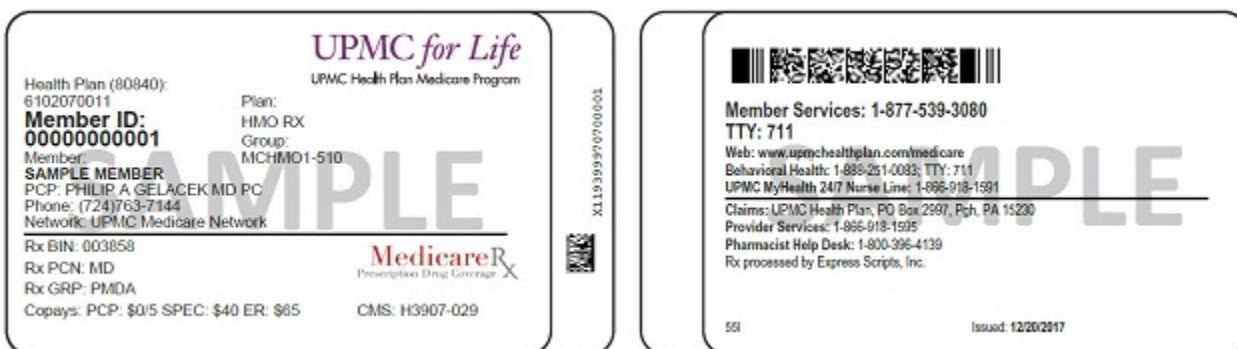 UPMC for Life
UPMC Health Plan Medicare Program
Health Plan (80840):
6102070011
Member ID:
00000000001
Member:
SAMPLE MEMBER
Plan:
HMO RX
Group:
MCHMO1-510
PCP: PHILIP A GELACEK MD PC
Phone: (724)763-7144
Network: UPMC Medicare Network
SAMPLE
Rx BIN: 003858
Rx PCN: MD
Rx GRP: PMDA
MedicareRx
Prescription Drug Coverage
Copays: PCP: $0/5 SPEC: $40 ER: $65 CMS: H3907-029
X1193999970700001
Member Services: 1-877-539-3080
TTY: 711
Web: www.upmchealthplan.com/medicare
Behavioral Health: 1-888-251-0083; TTY: 711
UPMC MyHealth 24/7 Nurse Line: 1-866-918-1591
SAMPLE
Claims: UPMC Health Plan, PO Box 2997, Pgh, PA 15230
Provider Services: 1-866-918-1595
Pharmacist Help Desk: 1-800-396-4139
Rx processed by Express Scripts, Inc.
55I
Issued: 12/20/2017